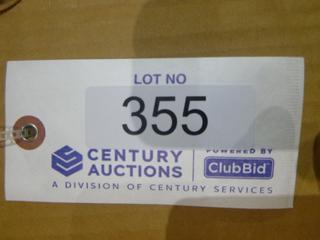 LOT NO
355
CENTURY
AUCTIONS
POWERED BY
ClubBid
A DIVISION OF CENTURY SERVICES